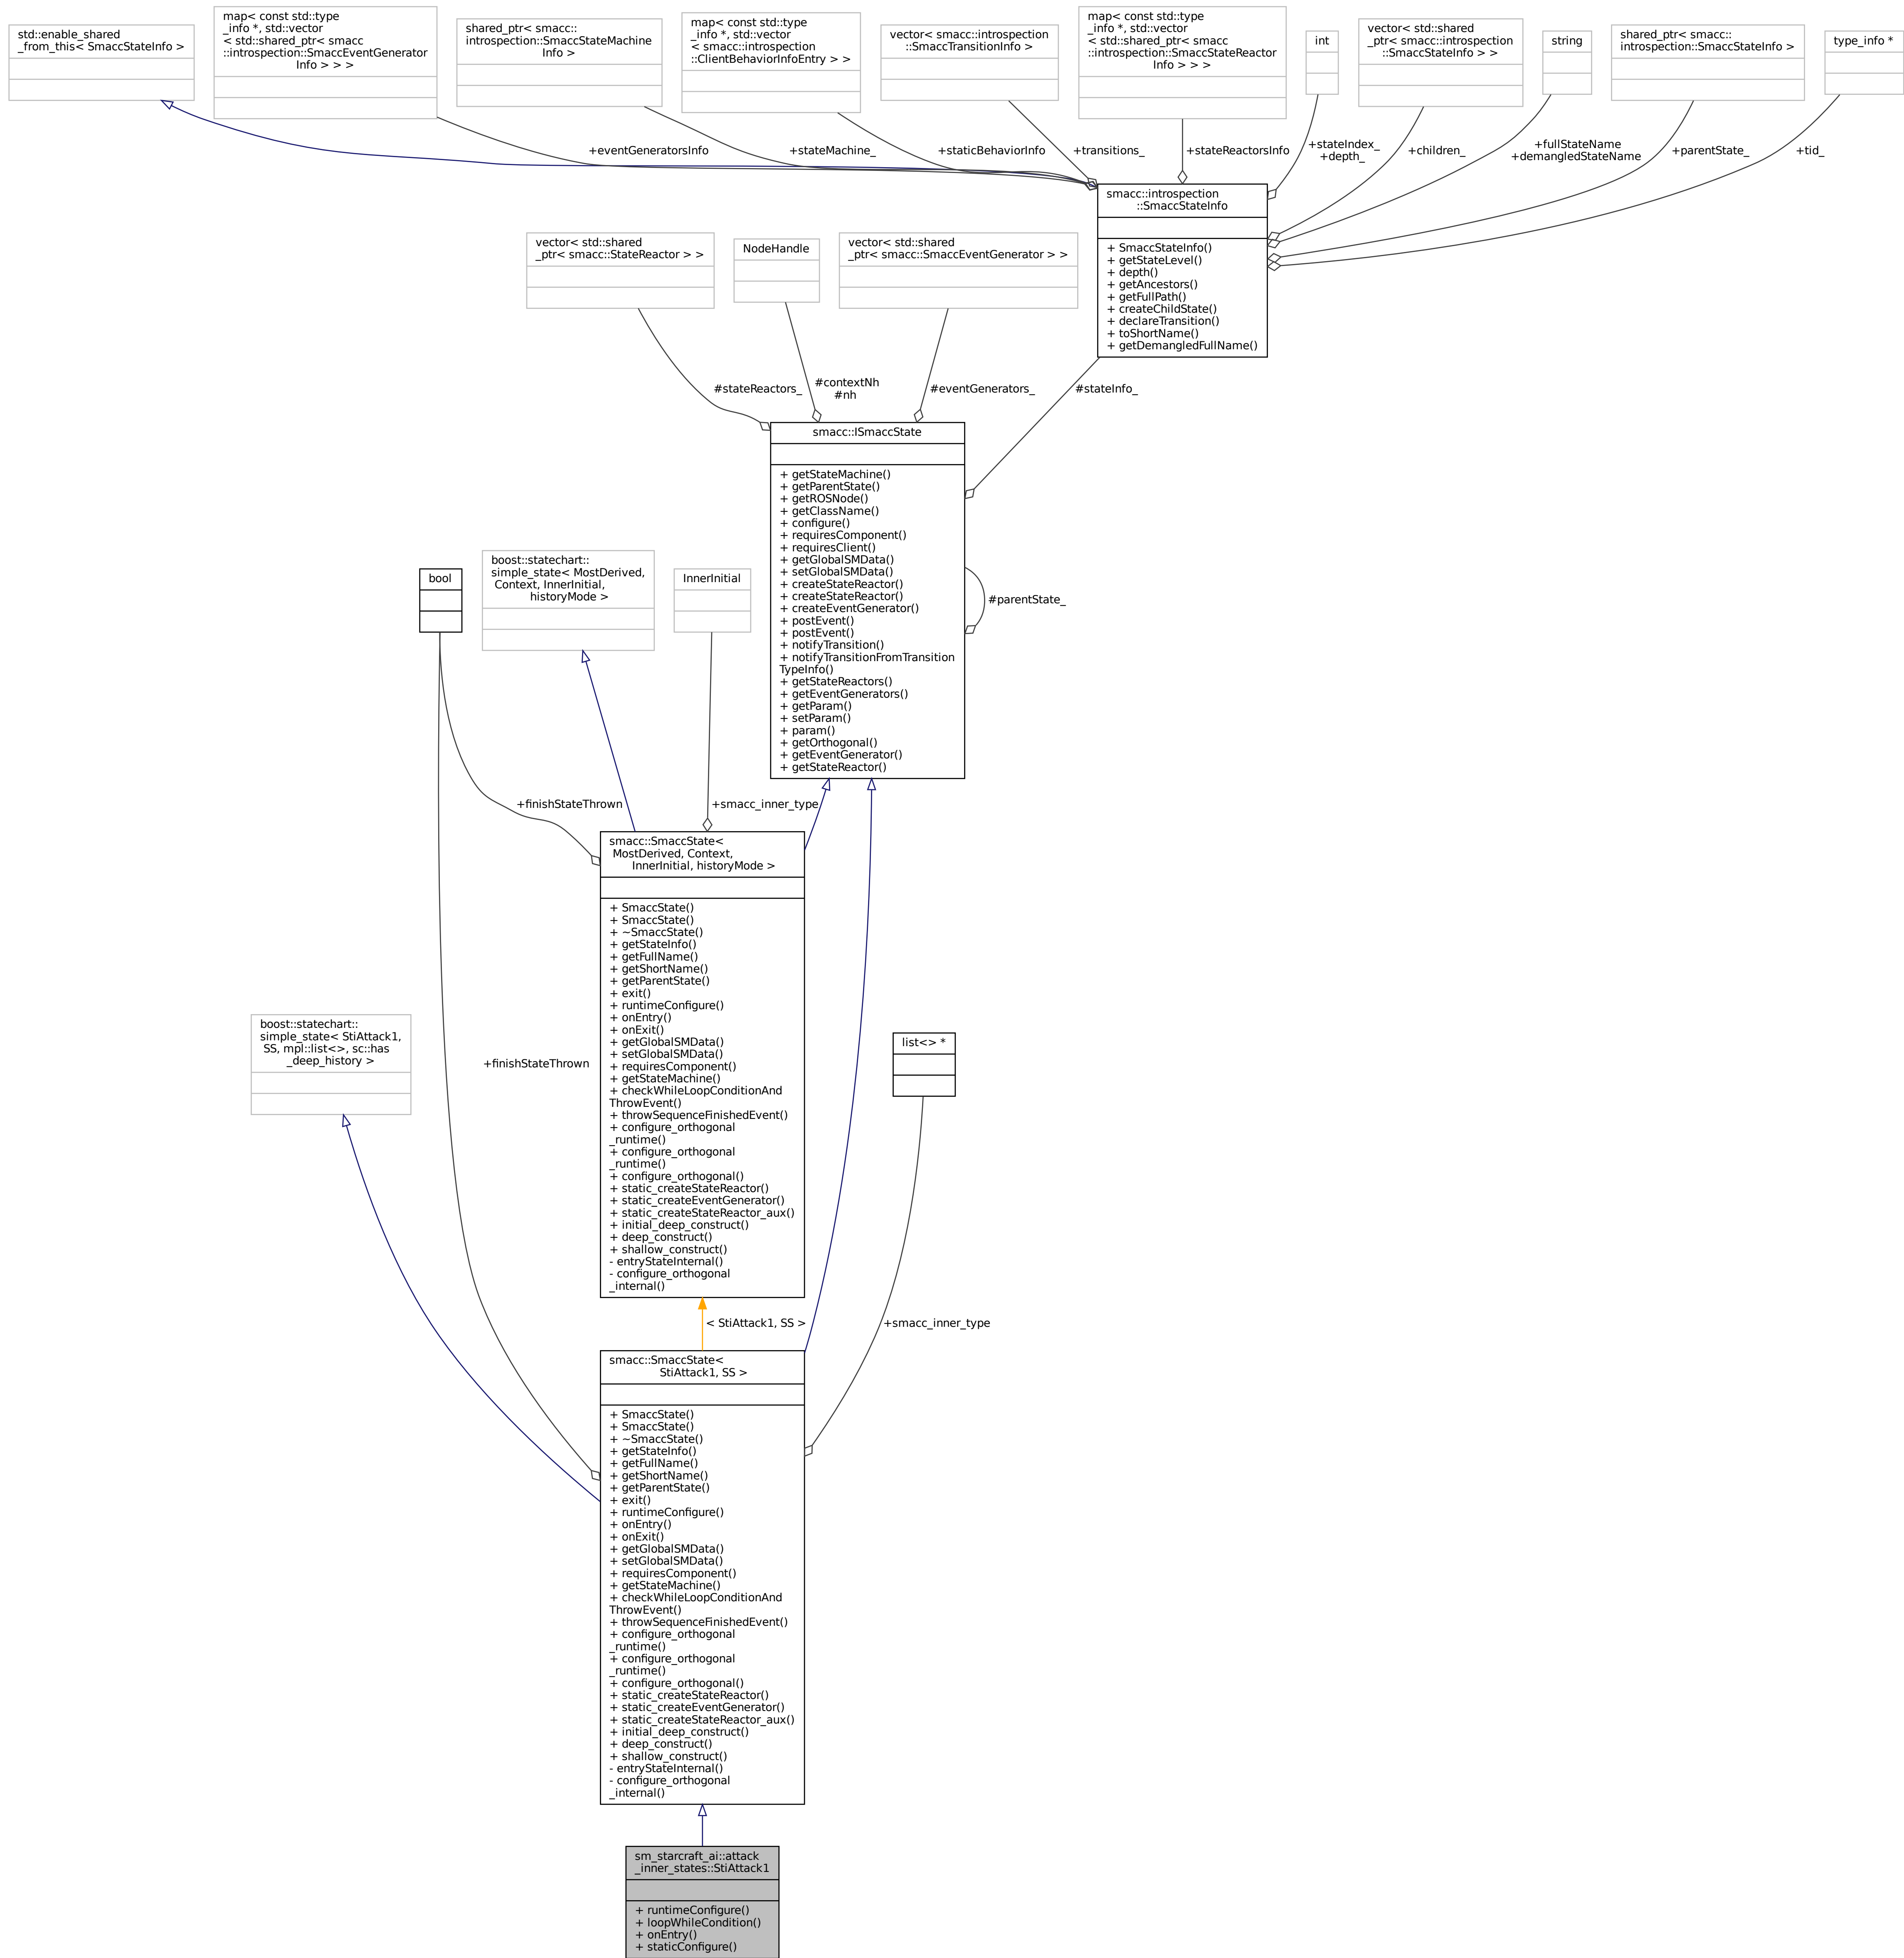 std::enable_shared
_from_this< SmaccStateInfo >
map< const std::type
_info *, std::vector
< std::shared_ptr< smacc
::introspection::SmaccEventGenerator
Info > > >
shared_ptr< smacc::
introspection::SmaccStateMachine
Info >
map< const std::type
_info *, std::vector
< smacc::introspection
::ClientBehaviorInfoEntry > >
vector< smacc::introspection
::SmaccTransitionInfo >
map< const std::type
_info *, std::vector
< std::shared_ptr< smacc
::introspection::SmaccStateReactor
Info > > >
int
vector< std::shared
_ptr< smacc::introspection
::SmaccStateInfo > >
string
shared_ptr< smacc::
introspection::SmaccStateInfo >
type_info *
+eventGeneratorsInfo
+stateMachine_
+staticBehaviorInfo
+transitions_
+stateReactorsInfo
+stateIndex_
+depth_
+children_
+fullStateName
+demangledStateName
+parentState_
+tid_
smacc::introspection
::SmaccStateInfo
+ SmaccStateInfo()
+ getStateLevel()
+ depth()
+ getAncestors()
+ getFullPath()
+ createChildState()
+ declareTransition()
+ toShortName()
+ getDemangledFullName()
vector< std::shared
_ptr< smacc::StateReactor > >
NodeHandle
vector< std::shared
_ptr< smacc::SmaccEventGenerator > >
#stateReactors_
#contextNh
#nh
#eventGenerators_
#stateInfo_
smacc::ISmaccState
+ getStateMachine()
+ getParentState()
+ getROSNode()
+ getClassName()
+ configure()
+ requiresComponent()
+ requiresClient()
+ getGlobalSMData()
+ setGlobalSMData()
+ createStateReactor()
+ createStateReactor()
+ createEventGenerator()
+ postEvent()
+ postEvent()
+ notifyTransition()
+ notifyTransitionFromTransition
TypeInfo()
+ getStateReactors()
+ getEventGenerators()
+ getParam()
+ setParam()
+ param()
+ getOrthogonal()
+ getEventGenerator()
+ getStateReactor()
#parentState_
bool
boost::statechart::
simple_state< MostDerived,
Context, InnerInitial,
historyMode >
InnerInitial
+finishStateThrown
+smacc_inner_type
smacc::SmaccState<
MostDerived, Context,
InnerInitial, historyMode >
+ SmaccState()
+ SmaccState()
+ ~SmaccState()
+ getStateInfo()
+ getFullName()
+ getShortName()
+ getParentState()
+ exit()
+ runtimeConfigure()
+ onEntry()
+ onExit()
+ getGlobalSMData()
+ setGlobalSMData()
+ requiresComponent()
+ getStateMachine()
+ checkWhileLoopConditionAnd
ThrowEvent()
+ throwSequenceFinishedEvent()
+ configure_orthogonal
_runtime()
+ configure_orthogonal
_runtime()
+ configure_orthogonal()
+ static_createStateReactor()
+ static_createEventGenerator()
+ static_createStateReactor_aux()
+ initial_deep_construct()
+ deep_construct()
+ shallow_construct()
- entryStateInternal()
- configure_orthogonal
_internal()
boost::statechart::
simple_state< StiAttack1,
SS, mpl::list<>, sc::has
_deep_history >
+finishStateThrown
list<> *
< StiAttack1, SS >
+smacc_inner_type
smacc::SmaccState<
StiAttack1, SS >
+ SmaccState()
+ SmaccState()
+ ~SmaccState()
+ getStateInfo()
+ getFullName()
+ getShortName()
+ getParentState()
+ exit()
+ runtimeConfigure()
+ onEntry()
+ onExit()
+ getGlobalSMData()
+ setGlobalSMData()
+ requiresComponent()
+ getStateMachine()
+ checkWhileLoopConditionAnd
ThrowEvent()
+ throwSequenceFinishedEvent()
+ configure_orthogonal
_runtime()
+ configure_orthogonal
_runtime()
+ configure_orthogonal()
+ static_createStateReactor()
+ static_createEventGenerator()
+ static_createStateReactor_aux()
+ initial_deep_construct()
+ deep_construct()
+ shallow_construct()
- entryStateInternal()
- configure_orthogonal
_internal()
sm_starcraft_ai::attack
_inner_states::StiAttack1
+ runtimeConfigure()
+ loopWhileCondition()
+ onEntry()
+ staticConfigure()